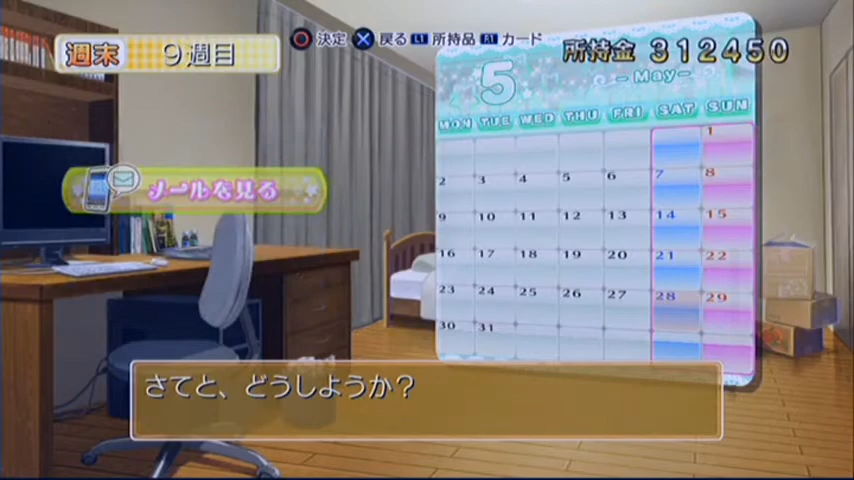 週末 9週目
決定 戻る L1 所持品 R1 カード
所持金 312450
5
-May-
MON TUE WED THU FRI SAT SUN
1
2 3 4 5 6 7 8
9 10 11 12 13 14 15
16 17 18 19 20 21 22
23 24 25 26 27 28 29
30 31
メールを見る
さてと、どうしようか?